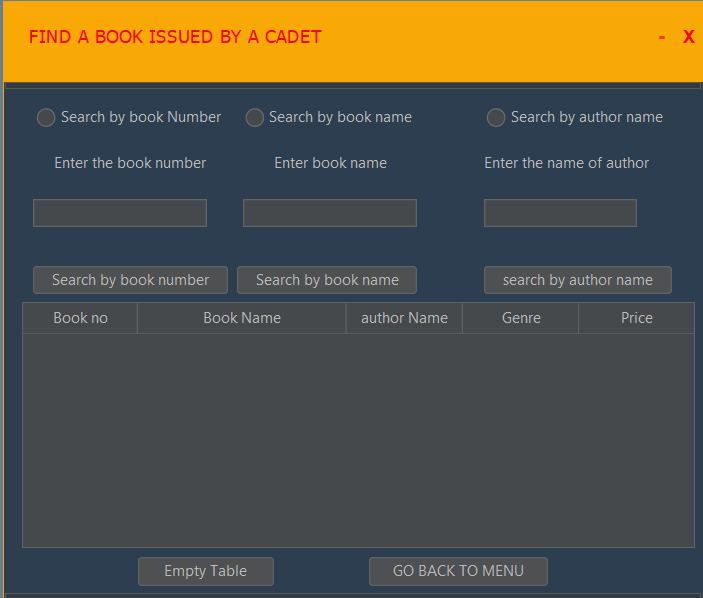 FIND A BOOK ISSUED BY A CADET - X
Search by book Number Search by book name Search by author name
Enter the book number Enter book name Enter the name of author
Search by book number Search by book name search by author name
Book no Book Name author Name Genre Price
Empty Table GO BACK TO MENU